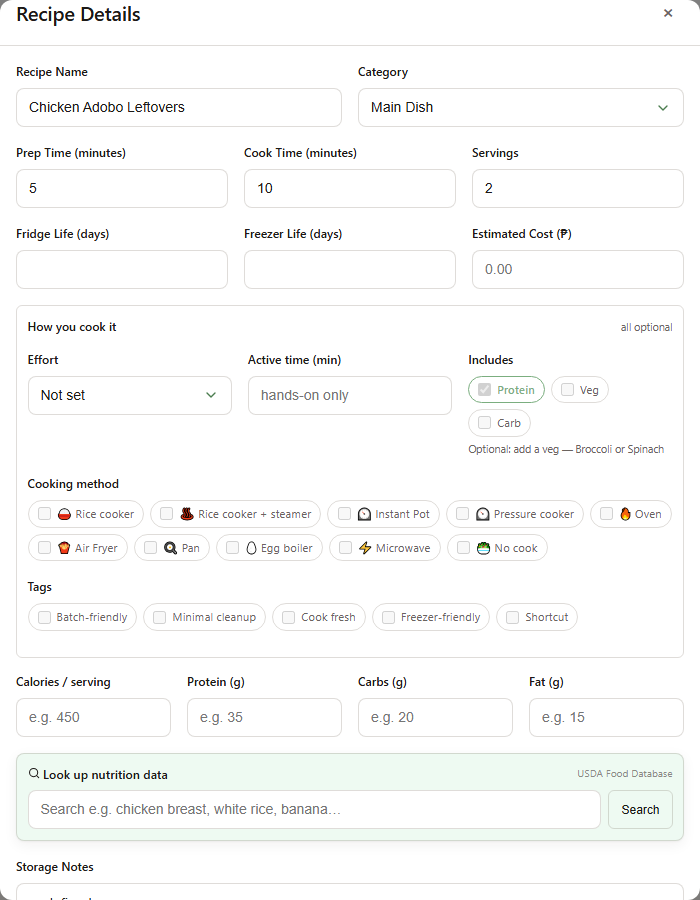 Recipe Details
Recipe Name
Category
Chicken Adobo Leftovers
Main Dish
Prep Time (minutes)
Cook Time (minutes)
Servings
5
10
2
Fridge Life (days)
Freezer Life (days)
Estimated Cost (₱)
0.00
How you cook it
all optional
Effort
Active time (min)
Includes
Not set
hands-on only
Protein
Veg
Carb
Optional: add a veg — Broccoli or Spinach
Cooking method
Rice cooker
Rice cooker + steamer
Instant Pot
Pressure cooker
Oven
Air Fryer
Pan
Egg boiler
Microwave
No cook
Tags
Batch-friendly
Minimal cleanup
Cook fresh
Freezer-friendly
Shortcut
Calories / serving
Protein (g)
Carbs (g)
Fat (g)
e.g. 450
e.g. 35
e.g. 20
e.g. 15
Look up nutrition data
USDA Food Database
Search e.g. chicken breast, white rice, banana…
Search
Storage Notes